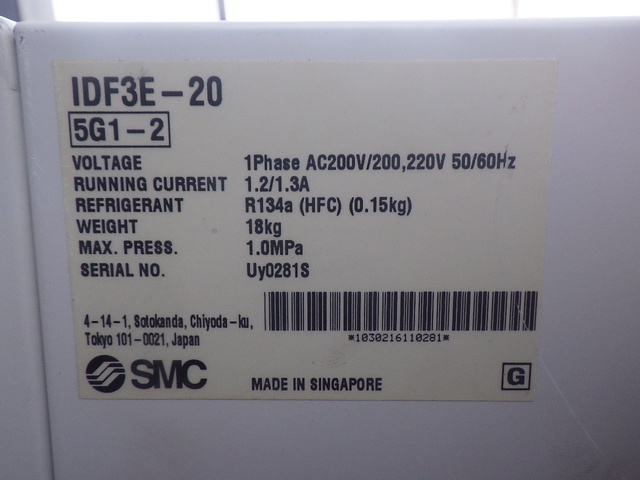 IDF3E-20
5G1-2
VOLTAGE 1Phase AC200V/200,220V 50/60Hz
RUNNING CURRENT 1.2/1.3A
REFRIGERANT R134a (HFC) (0.15kg)
WEIGHT 18kg
MAX. PRESS. 1.0MPa
SERIAL NO. Uy0281S
4-14-1, Sotokanda, Chiyoda-ku,
Tokyo 101-0021, Japan
*1030216110281*
SMC MADE IN SINGAPORE G